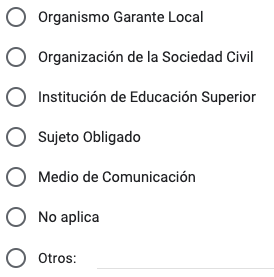 Organismo Garante Local
Organización de la Sociedad Civil
Institución de Educación Superior
Sujeto Obligado
Medio de Comunicación
No aplica
Otros: